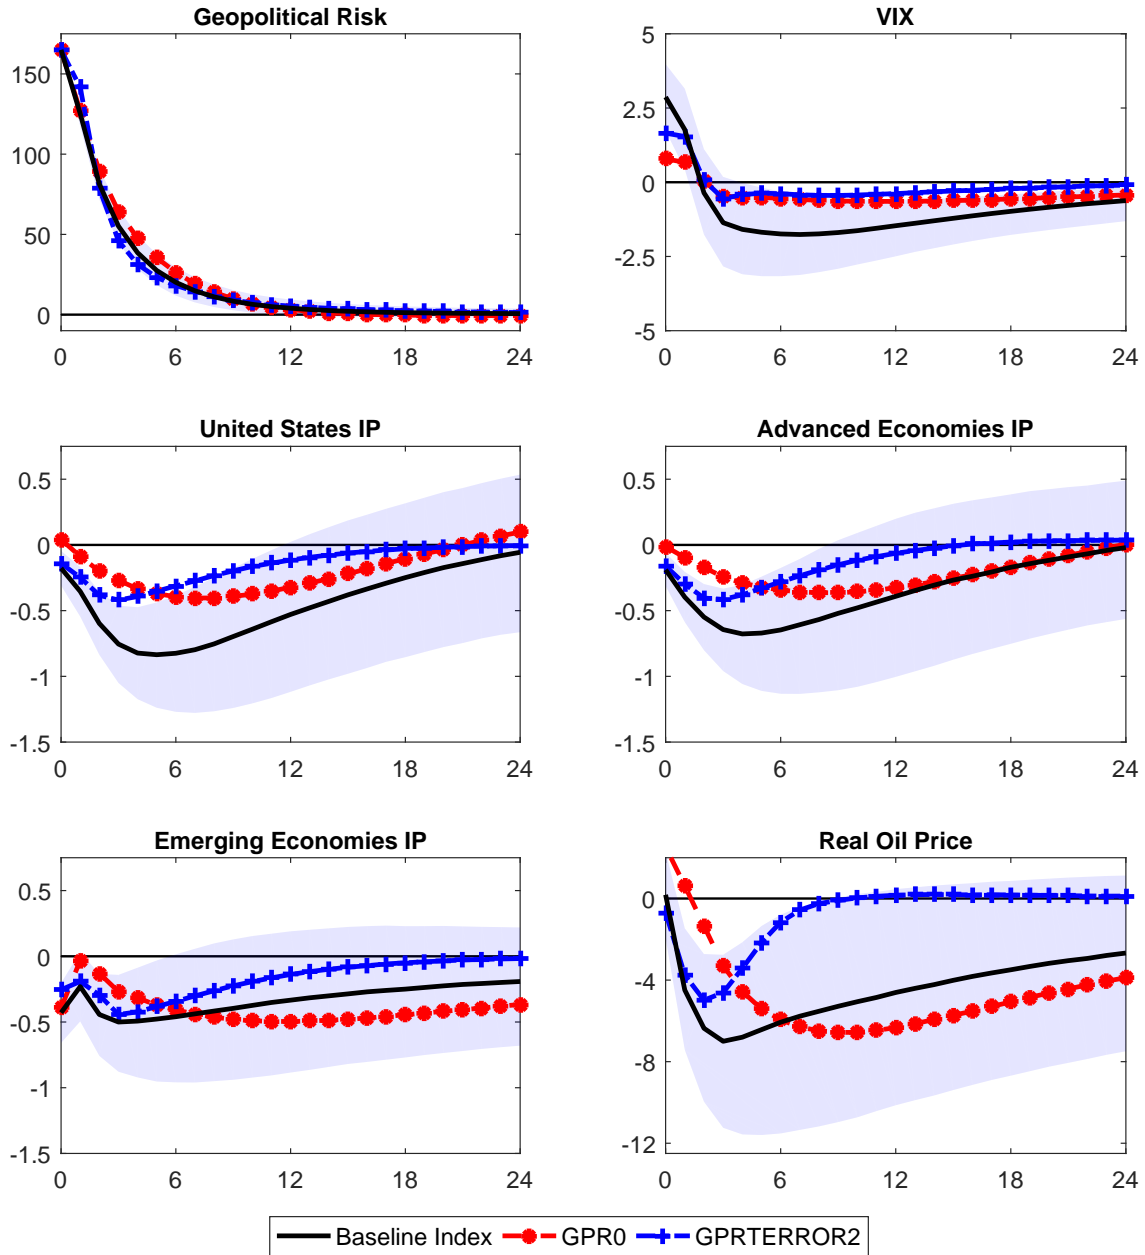 Geopolitical Risk
150
100
50
0
0 6 12 18 24
VIX
5
2.5
0
-2.5
-5
0 6 12 18 24
United States IP
0.5
0
-0.5
-1
-1.5
0 6 12 18 24
Advanced Economies IP
0.5
0
-0.5
-1
-1.5
0 6 12 18 24
Emerging Economies IP
0.5
0
-0.5
-1
-1.5
0 6 12 18 24
Real Oil Price
0
-4
-8
-12
0 6 12 18 24
Baseline Index GPR0 GPRTERROR2